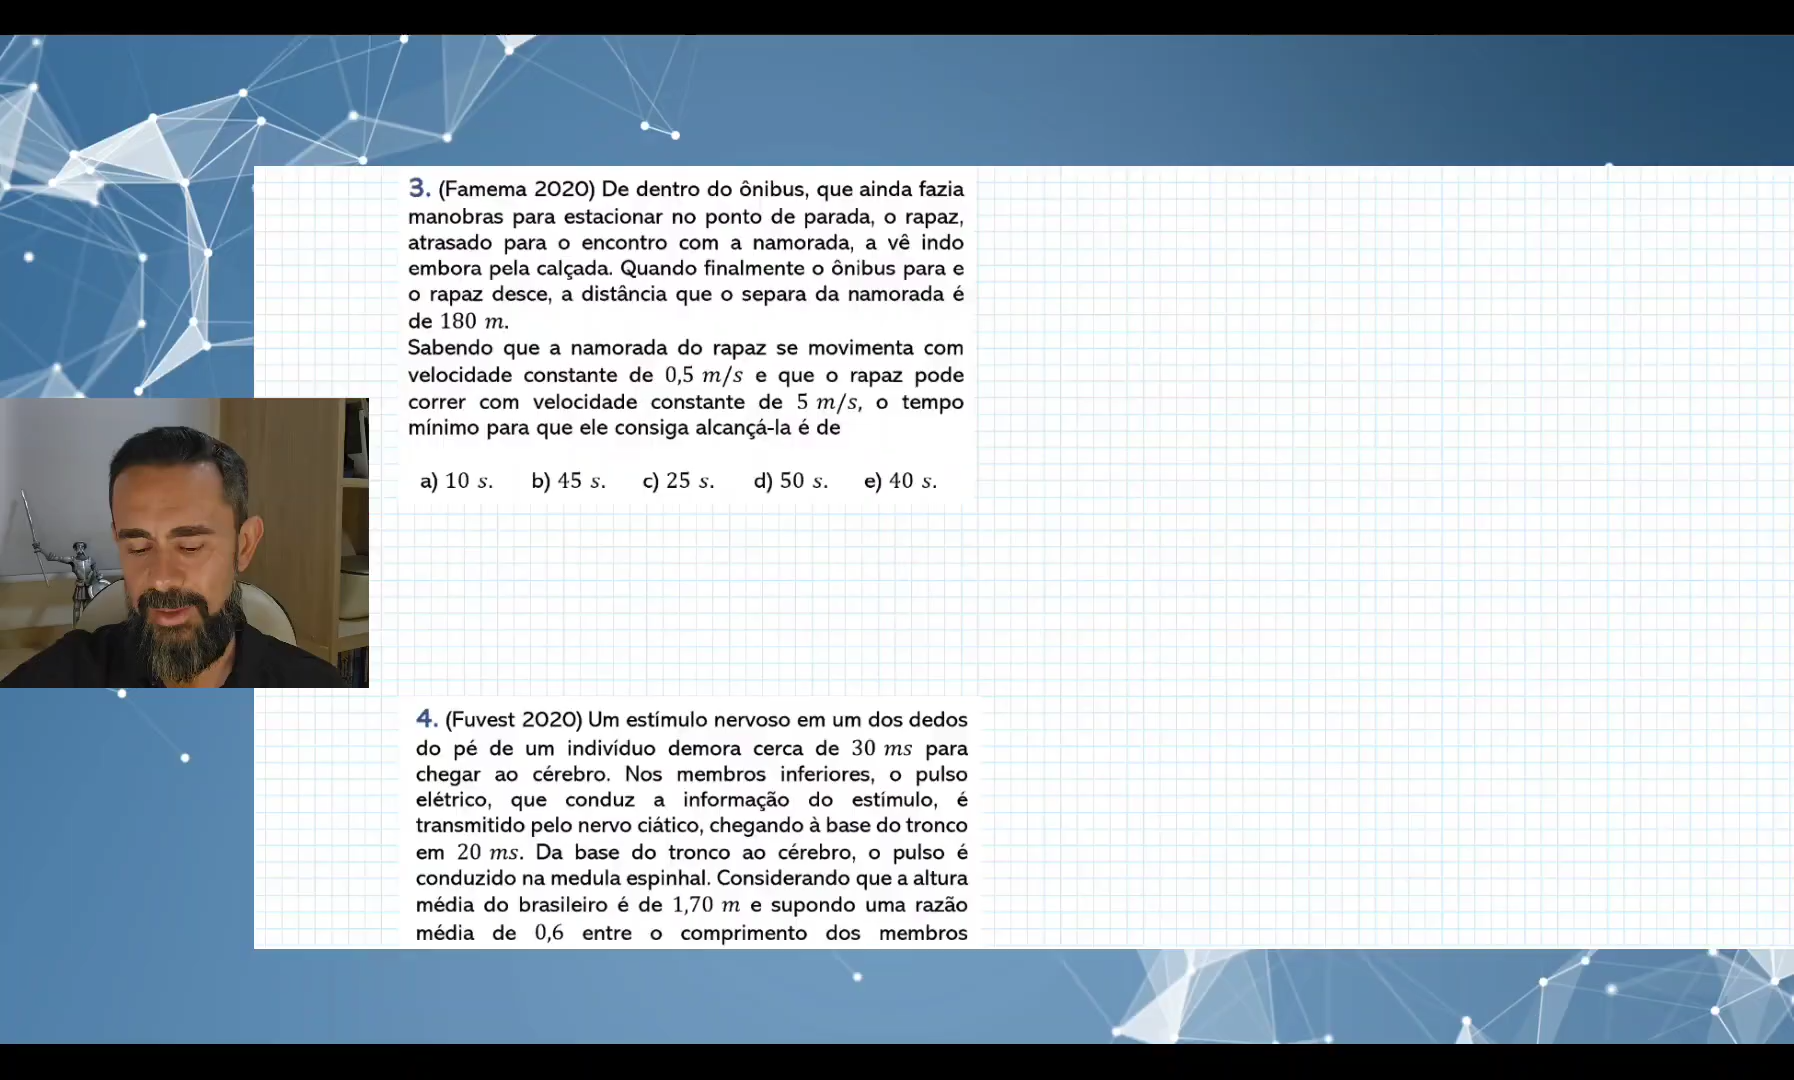 3. (Famema 2020) De dentro do ônibus, que ainda fazia
manobras para estacionar no ponto de parada, o rapaz,
atrasado para o encontro com a namorada, a vê indo
embora pela calçada. Quando finalmente o ônibus para e
o rapaz desce, a distância que o separa da namorada é
de 180 m.
Sabendo que a namorada do rapaz se movimenta com
velocidade constante de 0,5 m/s e que o rapaz pode
correr com velocidade constante de 5 m/s, o tempo
mínimo para que ele consiga alcançá-la é de
a) 10 s. b) 45 s. c) 25 s. d) 50 s. e) 40 s.
4. (Fuvest 2020) Um estímulo nervoso em um dos dedos
do pé de um indivíduo demora cerca de 30 ms para
chegar ao cérebro. Nos membros inferiores, o pulso
elétrico, que conduz a informação do estímulo, é
transmitido pelo nervo ciático, chegando à base do tronco
em 20 ms. Da base do tronco ao cérebro, o pulso é
conduzido na medula espinhal. Considerando que a altura
média do brasileiro é de 1,70 m e supondo uma razão
média de 0,6 entre o comprimento dos membros